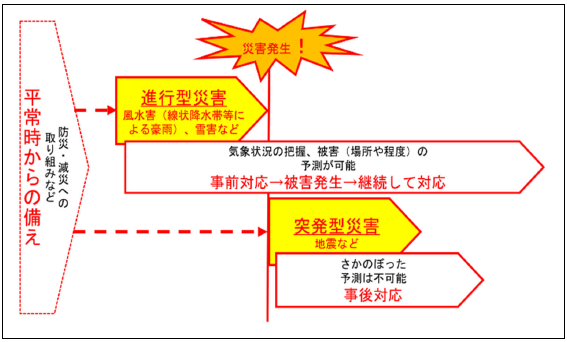 災害発生！
平常時からの備え
防災・減災への
取り組みなど
進行型災害
風水害（線状降水帯等に
よる豪雨）、雪害など
気象状況の把握、被害（場所や程度）の
予測が可能
事前対応→被害発生→継続して対応
突発型災害
地震など
さかのぼった
予測は不可能
事後対応